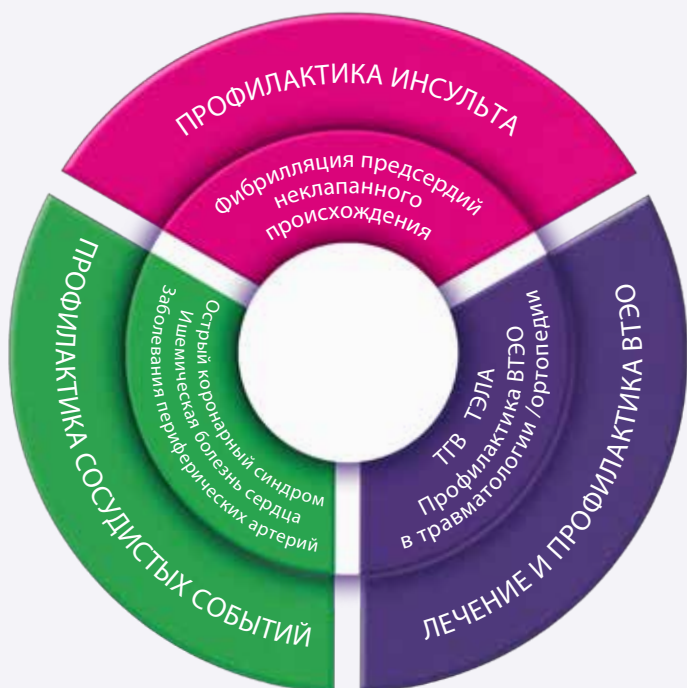 ПРОФИЛАКТИКА ИНСУЛЬТА
Фибрилляция предсердий
неклапанного
происхождения
ПРОФИЛАКТИКА СОСУДИСТЫХ СОБЫТИЙ
Острый коронарный синдром
Ишемическая болезнь сердца
Заболевания периферических артерий
ТГВ ТЭЛА
Профилактика ВТЭО
в травматологии /ортопедии
ЛЕЧЕНИЕ И ПРОФИЛАКТИКА ВТЭО